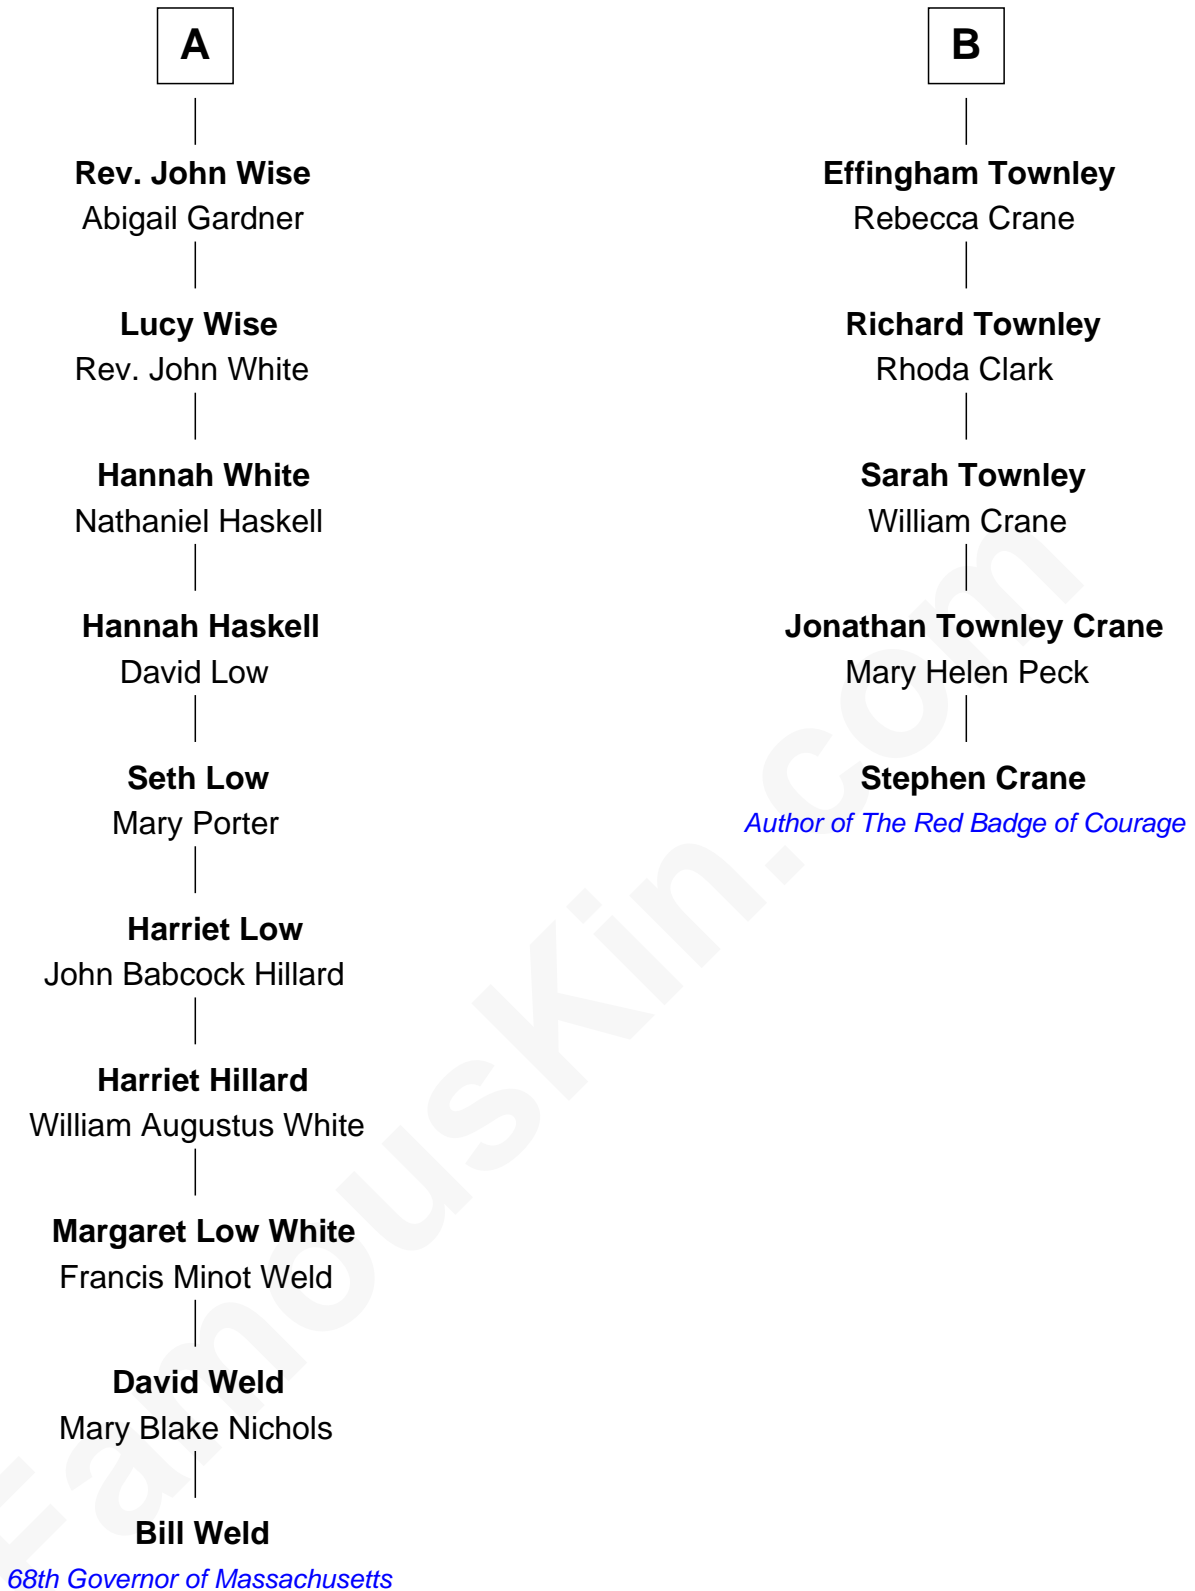 A
Rev. John Wise
Abigail Gardner
Lucy Wise
Rev. John White
Hannah White
Nathaniel Haskell
Hannah Haskell
David Low
Seth Low
Mary Porter
Harriet Low
John Babcock Hillard
Harriet Hillard
William Augustus White
Margaret Low White
Francis Minot Weld
David Weld
Mary Blake Nichols
Bill Weld
68th Governor of Massachusetts
B
Effingham Townley
Rebecca Crane
Richard Townley
Rhoda Clark
Sarah Townley
William Crane
Jonathan Townley Crane
Mary Helen Peck
Stephen Crane
Author of The Red Badge of Courage
FamousKin.com